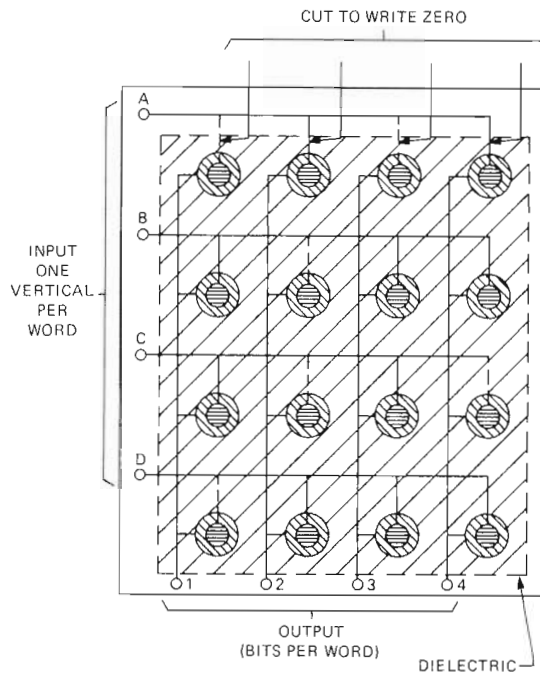 CUT TO WRITE ZERO
A
B
INPUT
ONE
VERTICAL
PER
WORD
C
D
1 2 3 4
OUTPUT
(BITS PER WORD)
DIELECTRIC